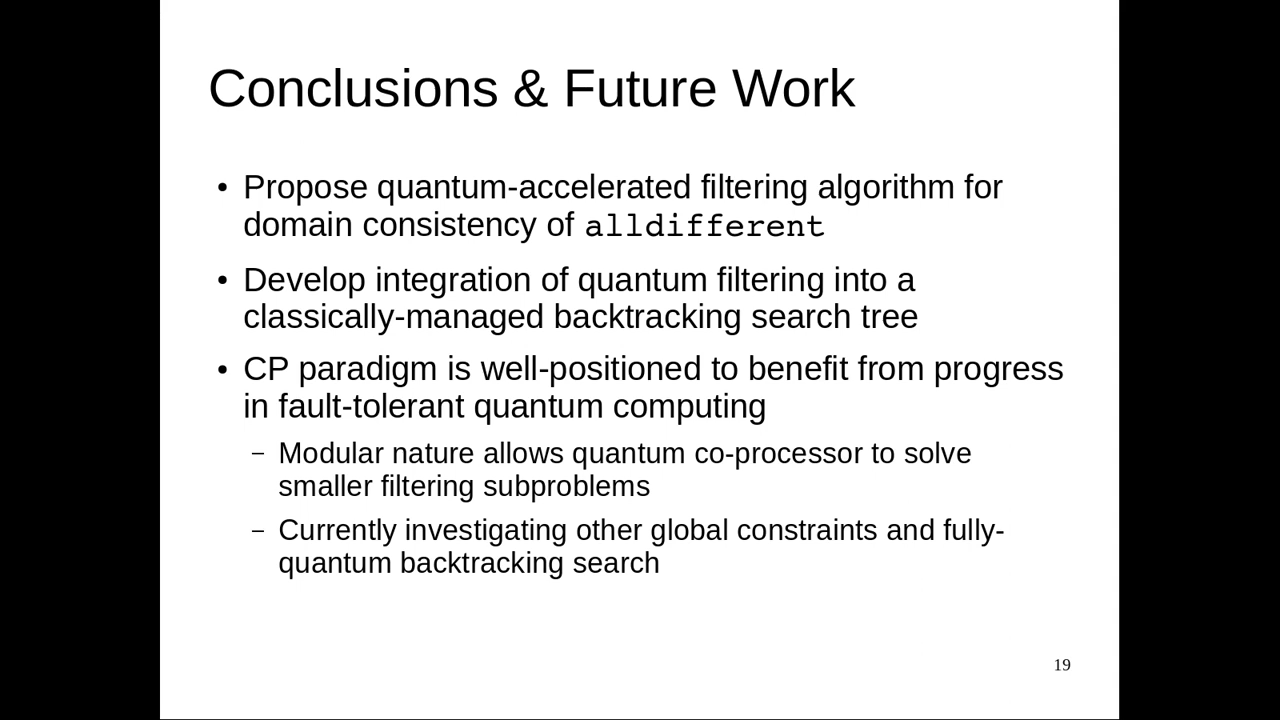 Conclusions & Future Work
• Propose quantum-accelerated filtering algorithm for
domain consistency of alldifferent
• Develop integration of quantum filtering into a
classically-managed backtracking search tree
• CP paradigm is well-positioned to benefit from progress
in fault-tolerant quantum computing
– Modular nature allows quantum co-processor to solve
smaller filtering subproblems
– Currently investigating other global constraints and fully-
quantum backtracking search
19